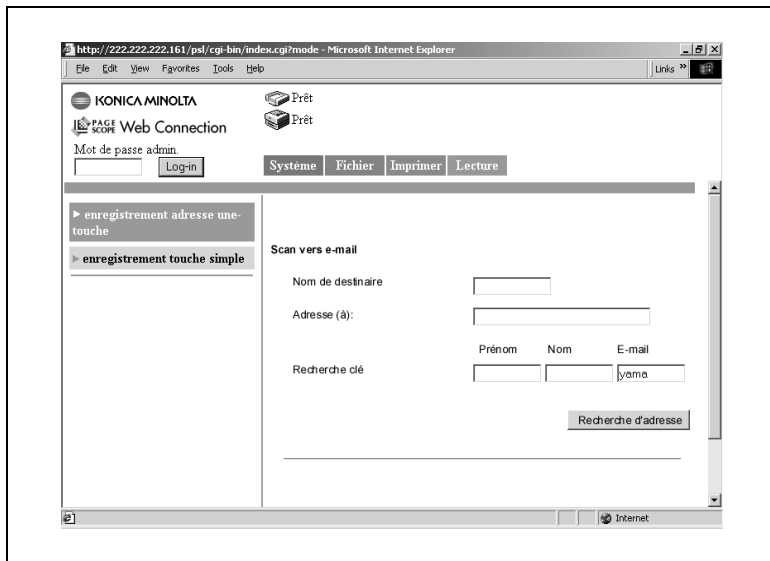 http://222.222.222.161/psl/cgi-bin/index.cgi?mode - Microsoft Internet Explorer
File Edit View Favorites Tools Help
Links »
KONICA MINOLTA
Prêt
PAGE SCOPE Web Connection
Prêt
Mot de passe admin.
Log-in
Système Fichier Imprimer Lecture
enregistrement adresse une-
touche
enregistrement touche simple
Scan vers e-mail
Nom de destinaire
Adresse (à):
Prénom Nom E-mail
Recherche clé
yama
Recherche d'adresse
Internet